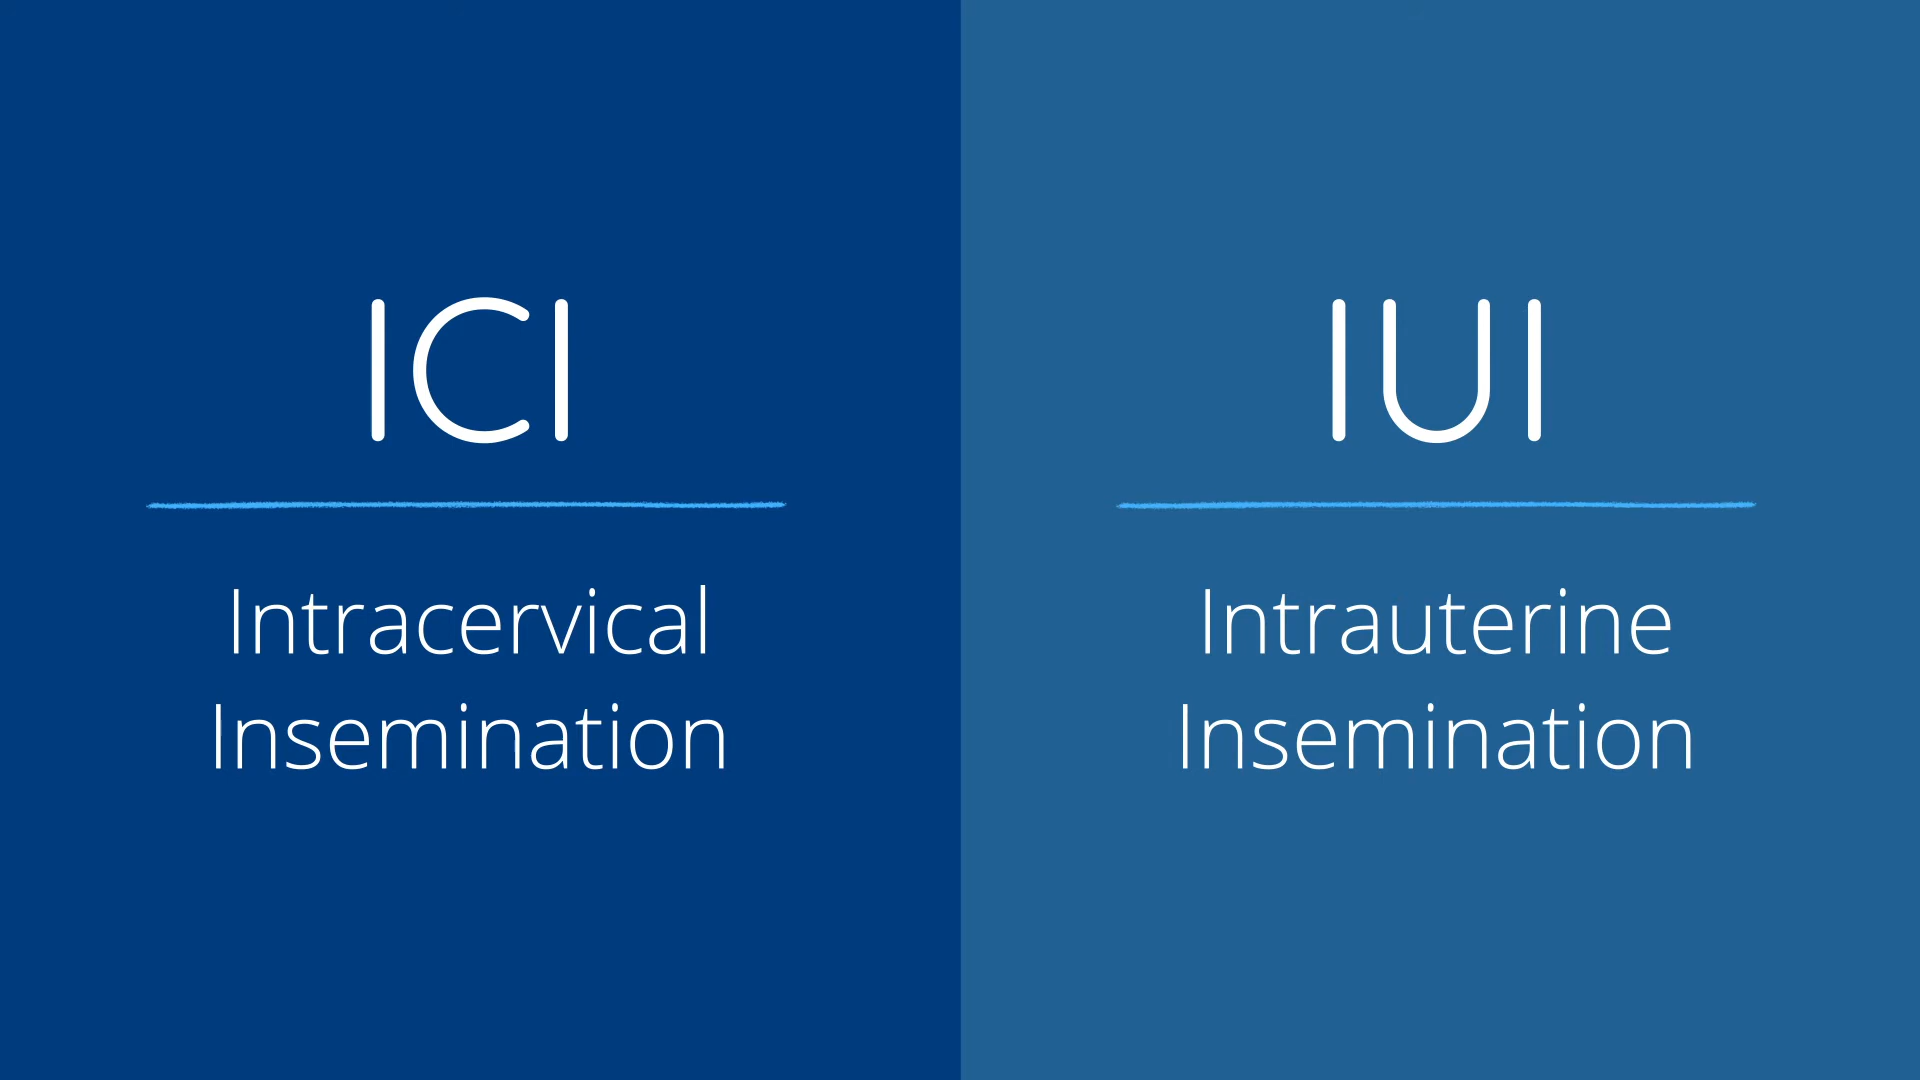 ICI
Intracervical
Insemination
IUI
Intrauterine
Insemination